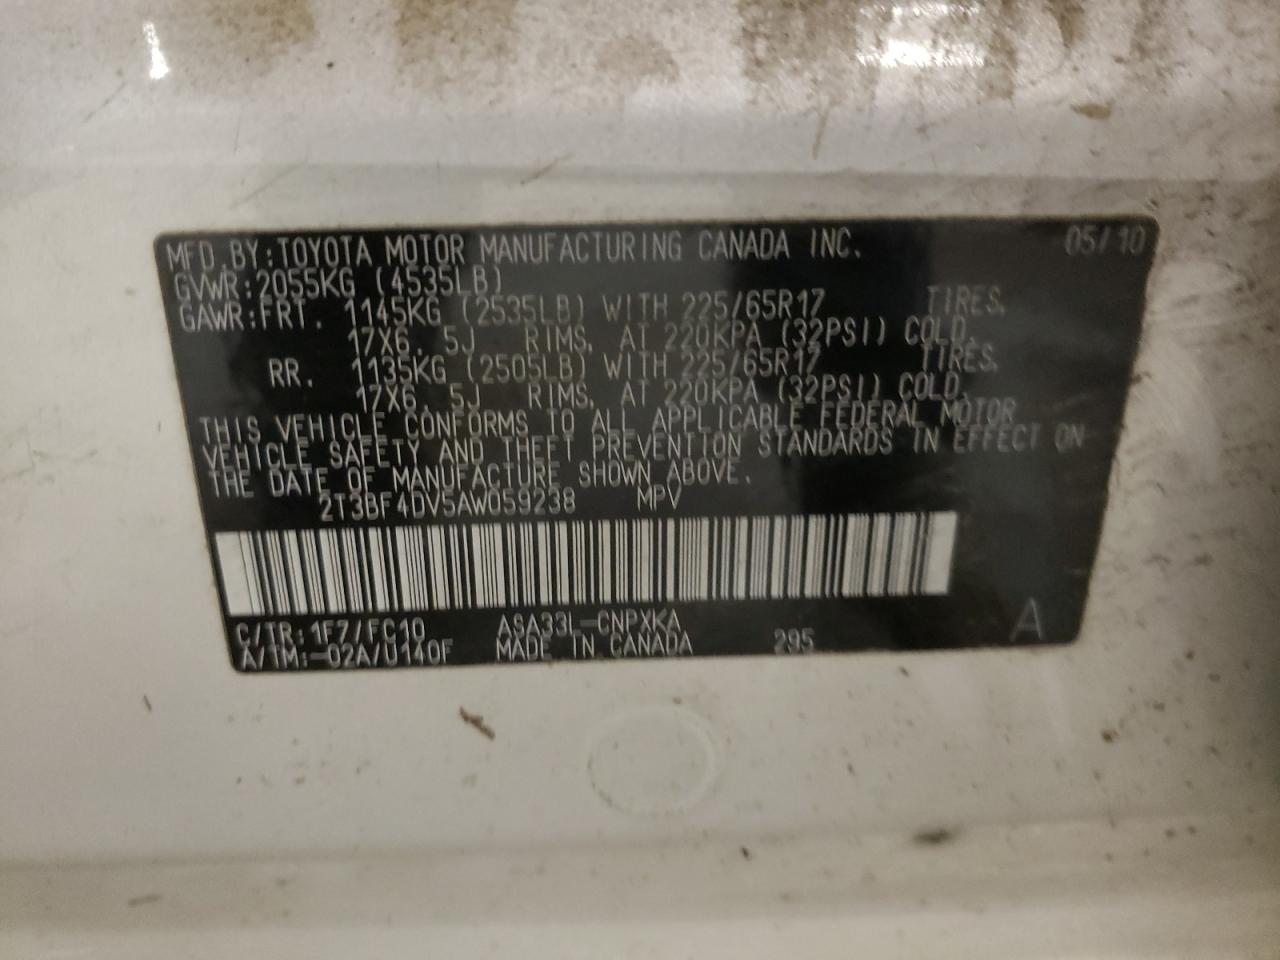 MFD. BY: TOYOTA MOTOR MANUFACTURING CANADA INC. 05/10
GVWR: 2055KG (4535LB)
GAWR: FRT. 1145KG (2535LB) WITH 225/65R17 TIRES,
17X6.5J RIMS, AT 220KPA (32PSI) COLD.
RR. 1135KG (2505LB) WITH 225/65R17 TIRES,
17X6.5J RIMS, AT 220KPA (32PSI) COLD.
THIS VEHICLE CONFORMS TO ALL APPLICABLE FEDERAL MOTOR
VEHICLE SAFETY AND THEFT PREVENTION STANDARDS IN EFFECT ON
THE DATE OF MANUFACTURE SHOWN ABOVE.
2T3BF4DV5AW059238 MPV
C/TR: 1F7/FC10 ASA33L-CNPXKA
A/TM: -02A/U140F MADE IN CANADA 295 A